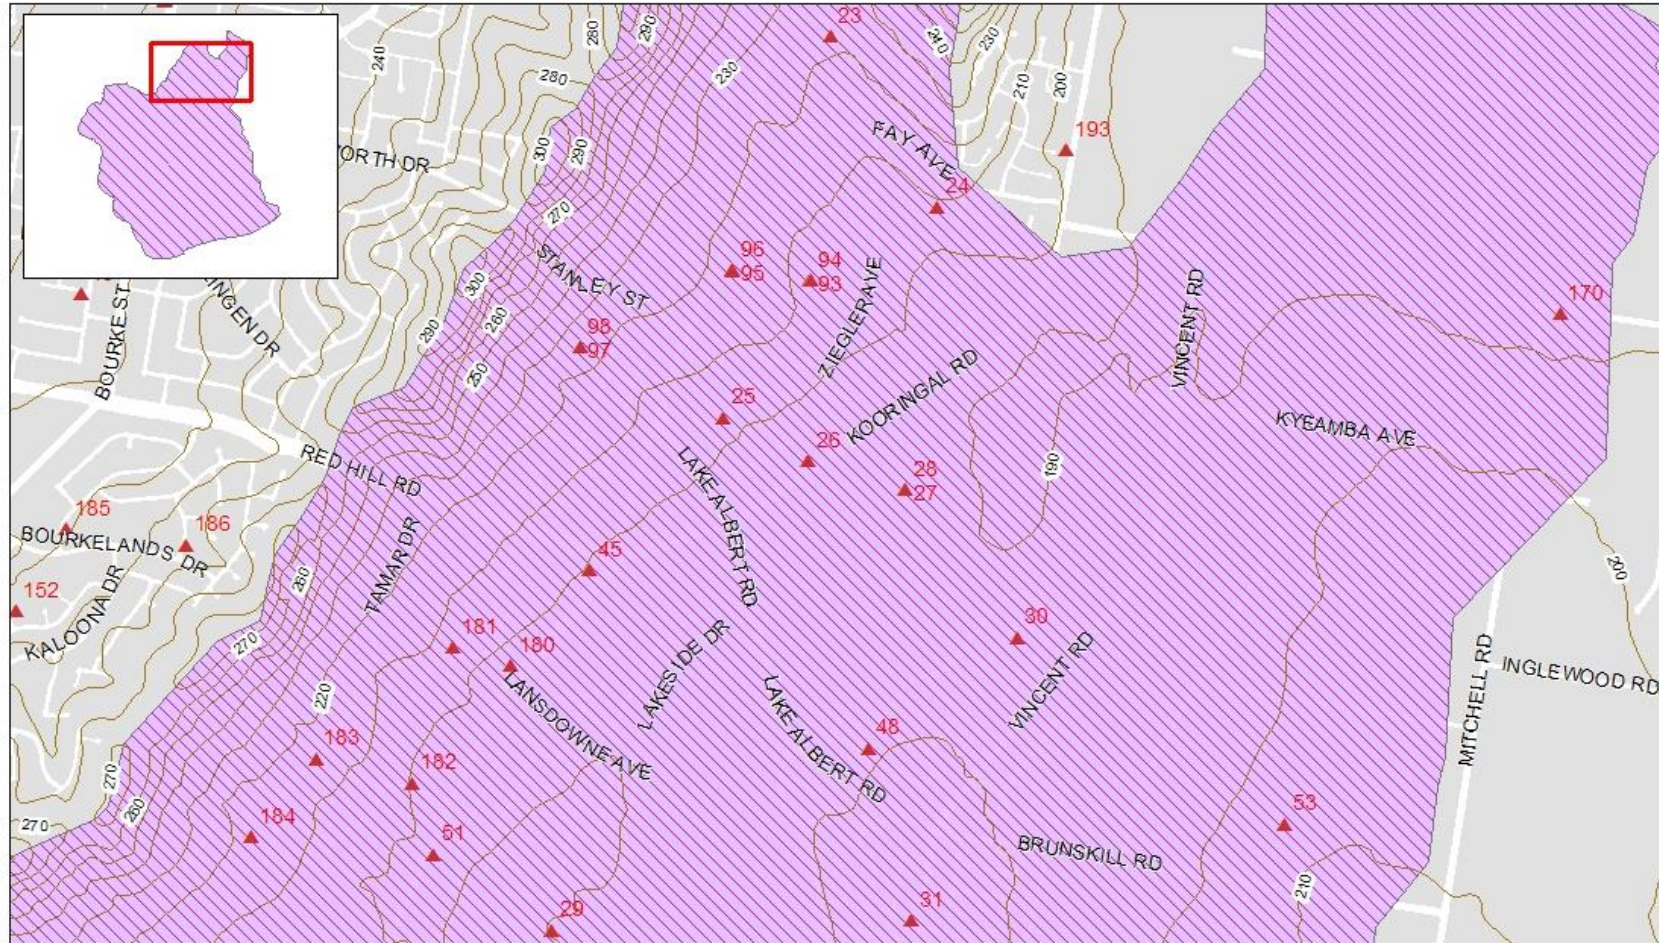 280
290
23
240
230
240
230
280
210
200
193
FAY AVE
ORTH DR
300
290
24
270
STANLEY ST
96
95
94
93
ZIEGLER AVE
VINCENT RD
170
300
260
290
98
97
BOURKE ST
INGEN DR
250
KOORINGAL RD
25
26
KYEAMBA AVE
RED HILL RD
LAKE ALBERT RD
28
27
190
185
186
BOURKELANDS DR
TAMAR DR
45
200
260
152
KALOONA DR
270
181
180
30
LAKESIDE DR
VINCENT RD
MITCHELL RD
INGLEWOOD RD
220
LANSDOWNE AVE
LAKE ALBERT RD
183
48
182
270
260
270
184
51
53
BRUNSKILL RD
210
29
31